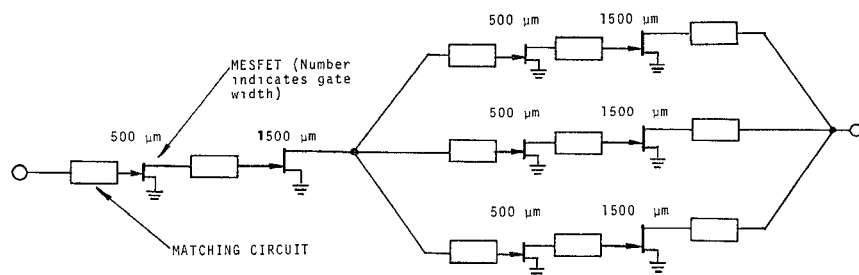 500 µm 1500 µm
MESFET (Number
indicates gate
width)
500 µm 1500 µm
500 µm 1500 µm
MATCHING CIRCUIT
500 µm 1500 µm